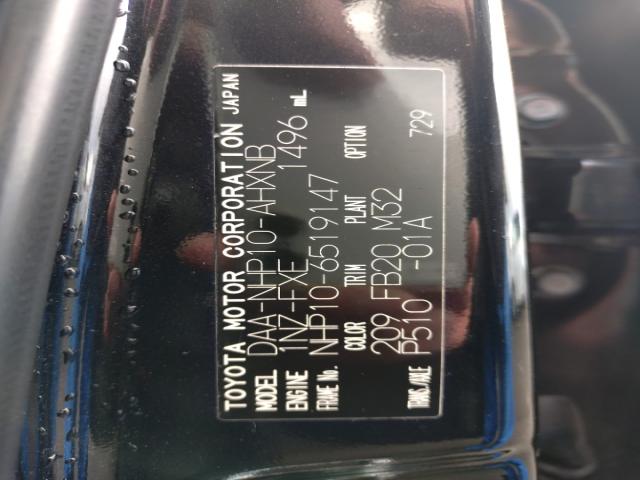 TOYOTA MOTOR CORPORATION JAPAN
MODEL DAA-NHP10-AHXNB
ENGINE 1NZ-FXE 1496 mL
FRAME No. NHP10-6519147
COLOR TRIM PLANT OPTION
209 FB20 M32 729
TRANS/AXLE P510 -01A